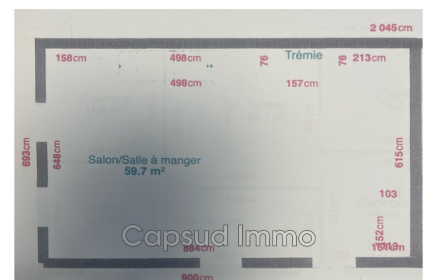 2 045cm
158cm
498cm
76
Trémie
76
213cm
498cm
157cm
693cm
648cm
615cm
Salon/Salle à manger
59.7 m²
103
Capsud Immo
884cm
900cm